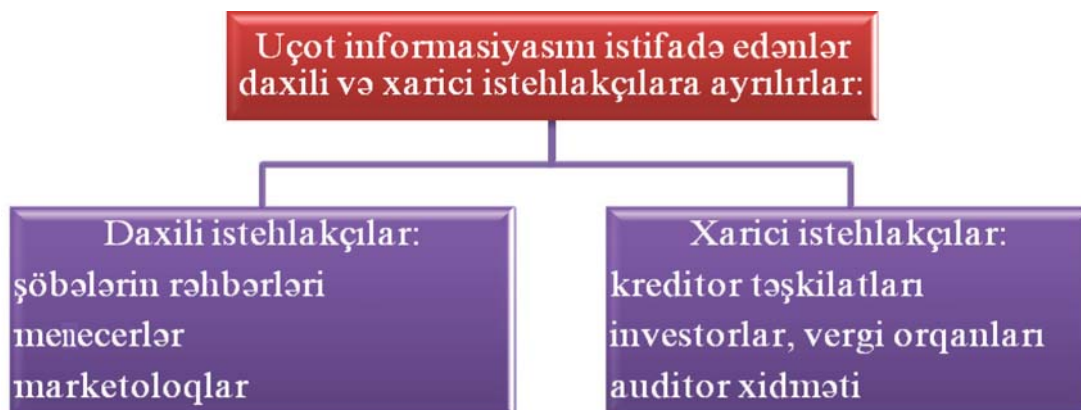 Uçot informasiyasını istifadə edənlər
daxili və xarici istehlakçılara ayrılırlar:
Daxili istehlakçılar:
şöbələrin rəhbərləri
menecerlər
marketoloqlar
Xarici istehlakçılar:
kreditor təşkilatları
investorlar, vergi orqanları
auditor xidməti